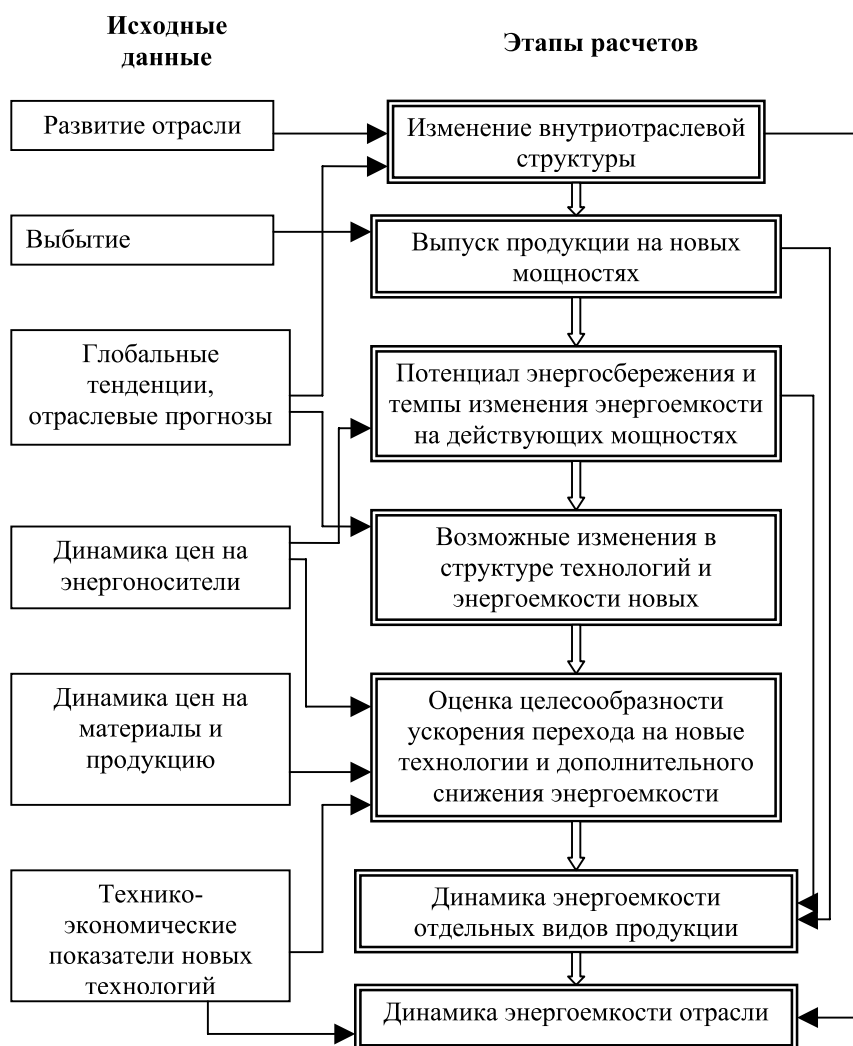 Исходные
данные
Этапы расчетов
Развитие отрасли
Изменение внутриотраслевой
структуры
Выбытие
Выпуск продукции на новых
мощностях
Глобальные
тенденции,
отраслевые прогнозы
Потенциал энергосбережения и
темпы изменения энергоемкости
на действующих мощностях
Динамика цен на
энергоносители
Возможные изменения в
структуре технологий и
энергоемкости новых
Динамика цен на
материалы и
продукцию
Оценка целесообразности
ускорения перехода на новые
технологии и дополнительного
снижения энергоемкости
Технико-
экономические
показатели новых
технологий
Динамика энергоемкости
отдельных видов продукции
Динамика энергоемкости отрасли